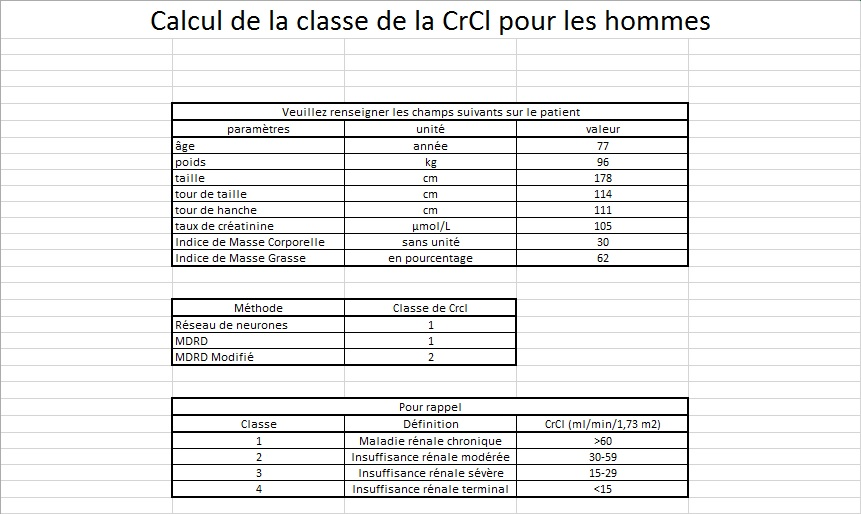 Calcul de la classe de la CrCl pour les hommes
Veuillez renseigner les champs suivants sur le patient
paramètres unité valeur
âge année 77
poids kg 96
taille cm 178
tour de taille cm 114
tour de hanche cm 111
taux de créatinine µmol/L 105
Indice de Masse Corporelle sans unité 30
Indice de Masse Grasse en pourcentage 62
Méthode Classe de Crcl
Réseau de neurones 1
MDRD 1
MDRD Modifié 2
Pour rappel
Classe Définition CrCl (ml/min/1,73 m2)
1 Maladie rénale chronique >60
2 Insuffisance rénale modérée 30-59
3 Insuffisance rénale sévère 15-29
4 Insuffisance rénale terminal <15